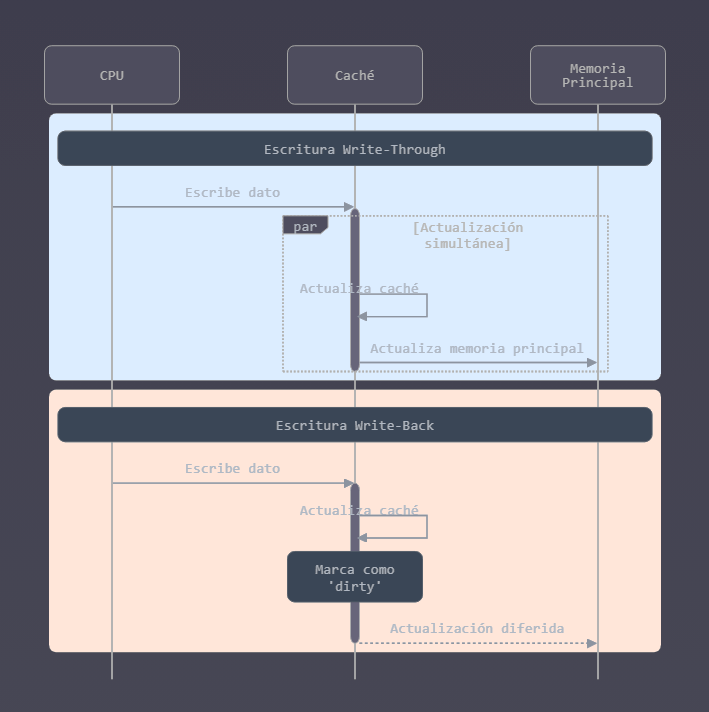 CPU
Caché
Memoria
Principal
Escritura Write-Through
Escribe dato
par
[Actualización
simultánea]
Actualiza caché
Actualiza memoria principal
Escritura Write-Back
Escribe dato
Actualiza caché
Marca como
'dirty'
Actualización diferida